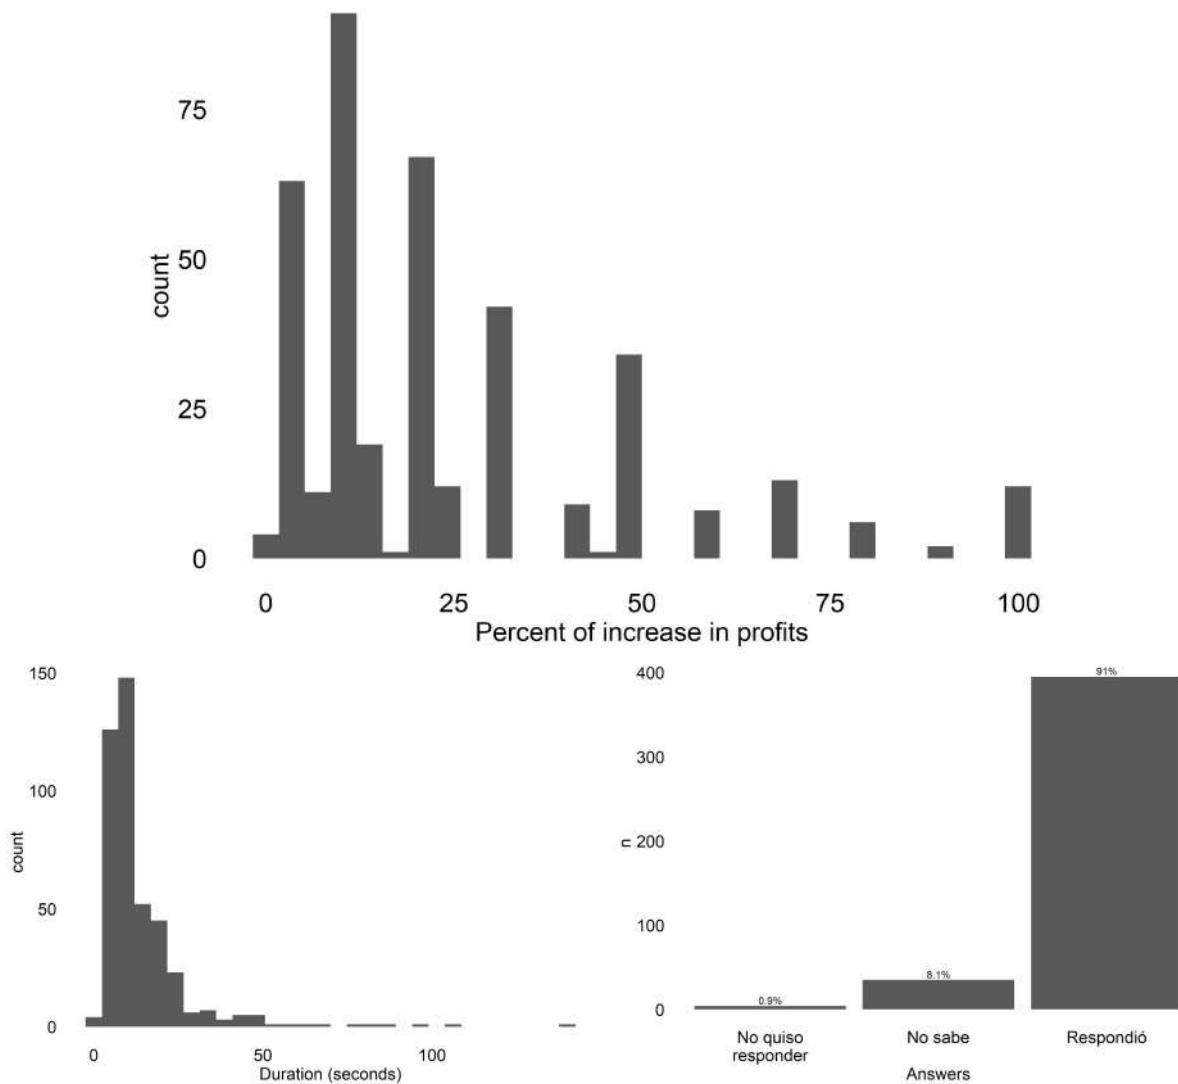 75
50
25
0
count
0 25 50 75 100
Percent of increase in profits
150
100
50
0
count
0 50 100
Duration (seconds)
400
300
200
100
0
n
0.9%
8.1%
91%
No quiso
responder
No sabe
Respondió
Answers